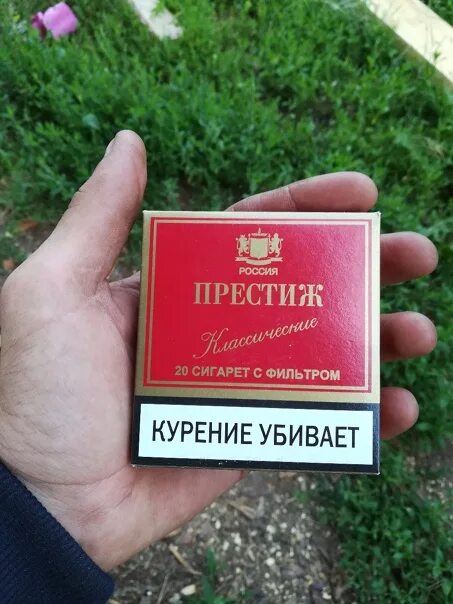 РОССИЯ
ПРЕСТИЖ
Классические
20 СИГАРЕТ С ФИЛЬТРОМ
КУРЕНИЕ УБИВАЕТ